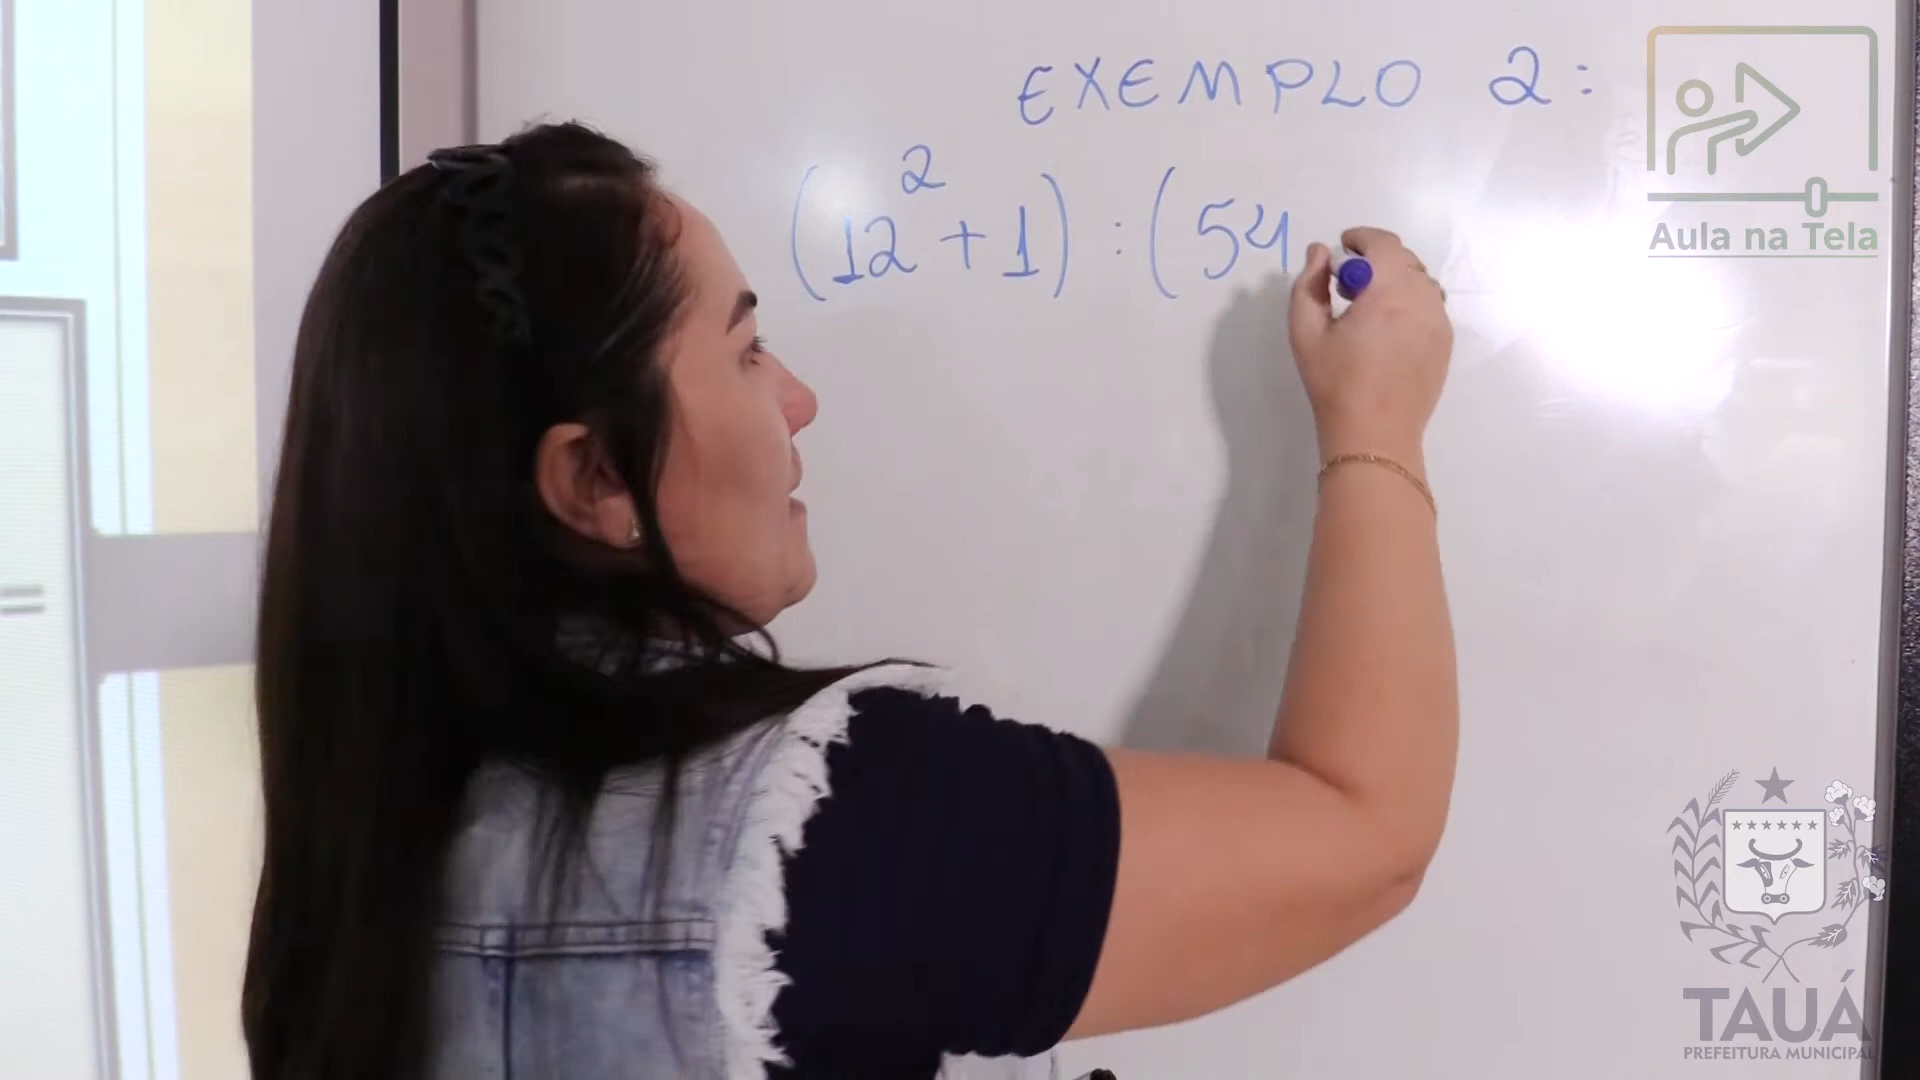 EXEMPLO 2:
(12² + 1) : (54
Aula na Tela
TAUÁ
PREFEITURA MUNICIPAL